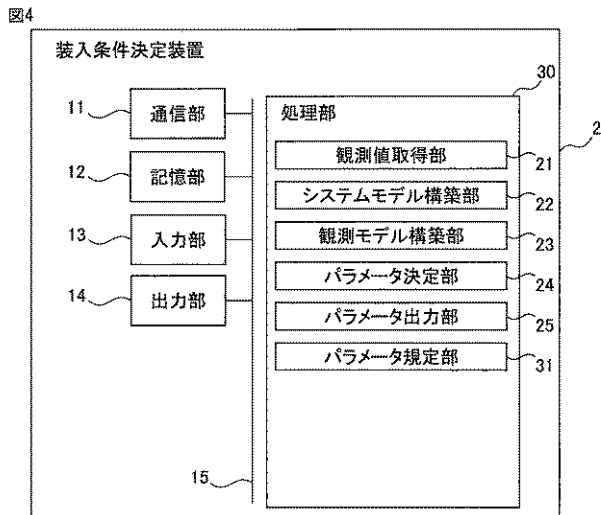 図4
装入条件決定装置
30
11
通信部
処理部
2
観測値取得部
21
12
記憶部
システムモデル構築部
22
13
入力部
観測モデル構築部
23
14
出力部
パラメータ決定部
24
パラメータ出力部
25
パラメータ規定部
31
15